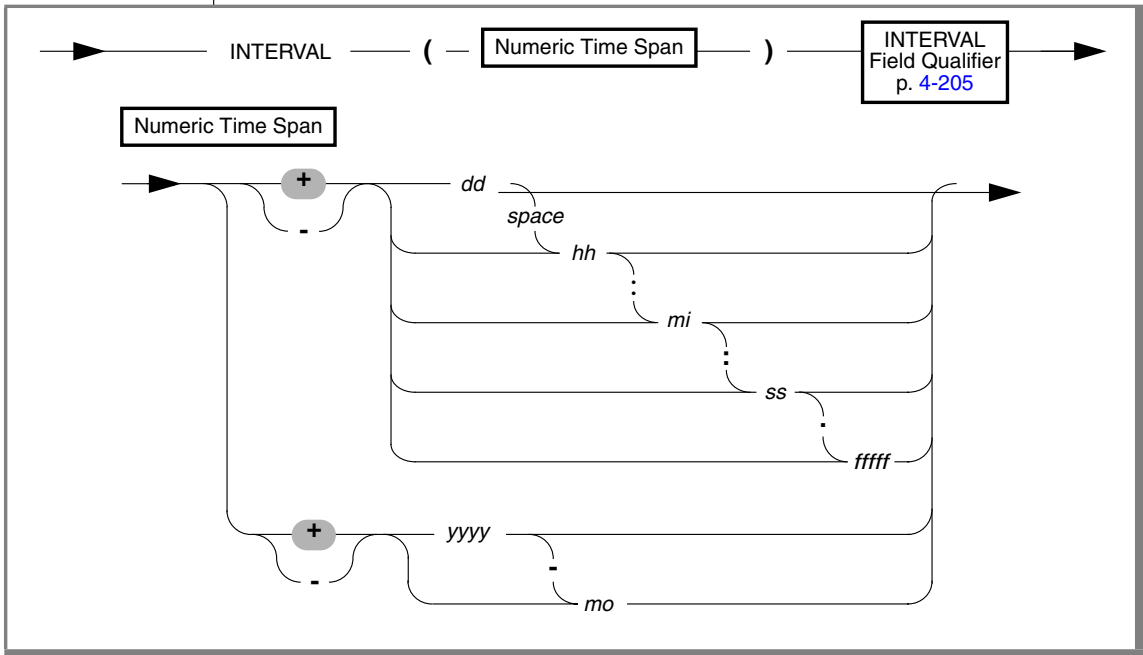 INTERVAL ( Numeric Time Span ) INTERVAL
Field Qualifier
p. 4-205
Numeric Time Span
+ dd
-
space
hh
:
mi
:
ss
.
fffff
+ yyyy
-
-
mo